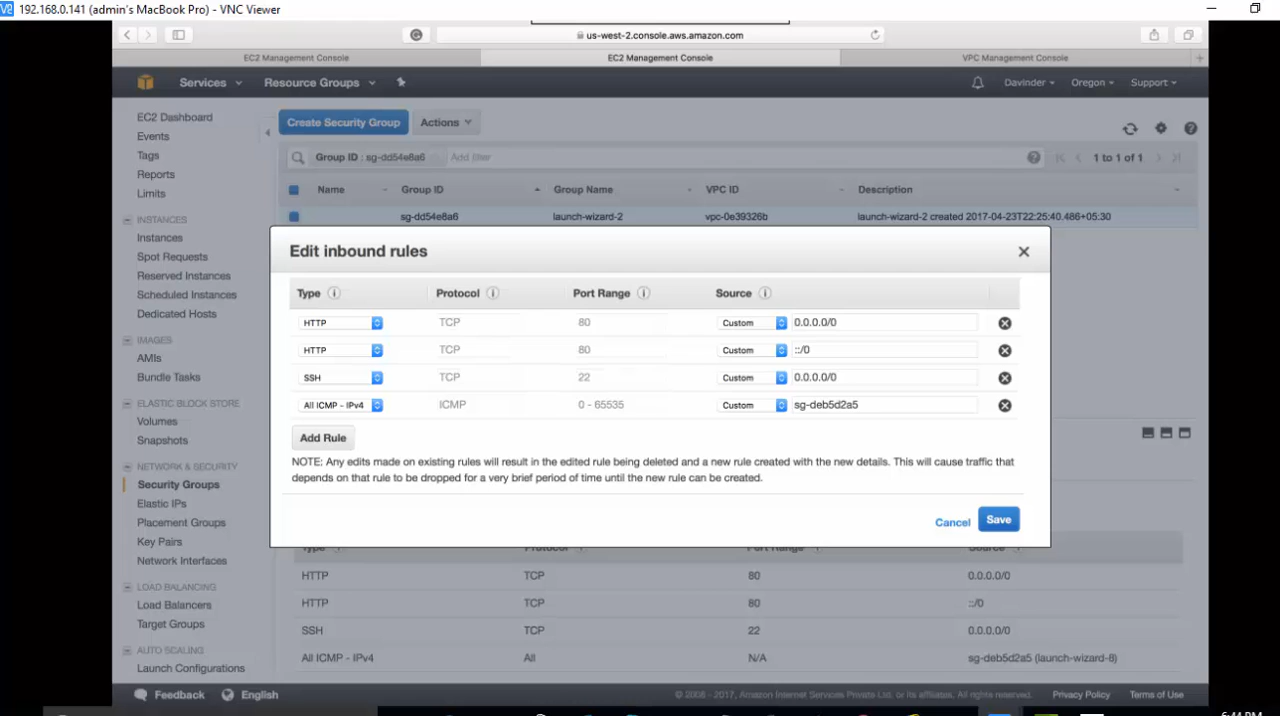 192.168.0.141 (admin's MacBook Pro) - VNC Viewer
us-west-2.console.aws.amazon.com
EC2 Management Console
EC2 Management Console
VPC Management Console
Services
Resource Groups
Davinder
Oregon
Support
EC2 Dashboard
Events
Tags
Reports
Limits
INSTANCES
Instances
Spot Requests
Reserved Instances
Scheduled Instances
Dedicated Hosts
IMAGES
AMIs
Bundle Tasks
ELASTIC BLOCK STORE
Volumes
Snapshots
NETWORK & SECURITY
Security Groups
Elastic IPs
Placement Groups
Key Pairs
Network Interfaces
LOAD BALANCING
Load Balancers
Target Groups
AUTO SCALING
Launch Configurations
Create Security Group
Actions
Group ID : sg-dd54e8a6 Add filter
1 to 1 of 1
Name Group ID Group Name VPC ID Description
sg-dd54e8a6 launch-wizard-2 vpc-0e39326b launch-wizard-2 created 2017-04-23T22:25:40.486+05:30
Edit inbound rules
Type Protocol Port Range Source
HTTP TCP 80 Custom 0.0.0.0/0
HTTP TCP 80 Custom ::/0
SSH TCP 22 Custom 0.0.0.0/0
All ICMP - IPv4 ICMP 0 - 65535 Custom sg-deb5d2a5
Add Rule
NOTE: Any edits made on existing rules will result in the edited rule being deleted and a new rule created with the new details. This will cause traffic that
depends on that rule to be dropped for a very brief period of time until the new rule can be created.
Cancel
Save
Type Protocol Port Range Source
HTTP TCP 80 0.0.0.0/0
HTTP TCP 80 ::/0
SSH TCP 22 0.0.0.0/0
All ICMP - IPv4 All N/A sg-deb5d2a5 (launch-wizard-8)
Feedback
English
© 2008 - 2017, Amazon Internet Services Private Ltd. or its affiliates. All rights reserved.
Privacy Policy
Terms of Use
6:44 PM